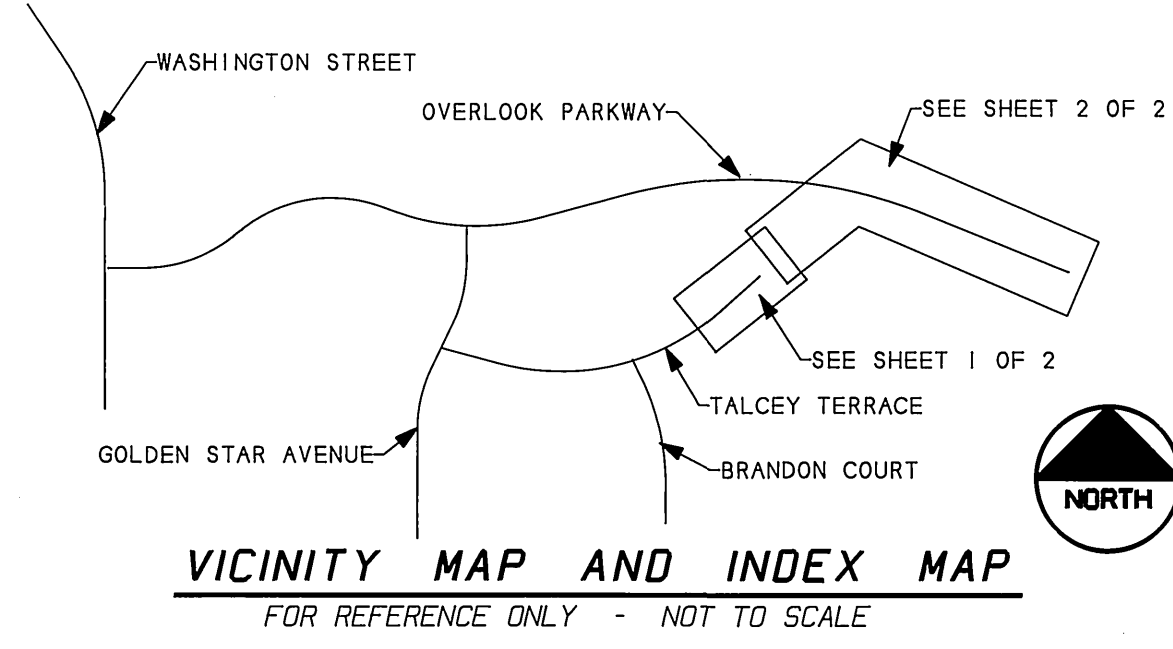 WASHINGTON STREET
OVERLOOK PARKWAY
SEE SHEET 2 OF 2
SEE SHEET 1 OF 2
TALCEY TERRACE
GOLDEN STAR AVENUE
BRANDON COURT
NORTH
VICINITY MAP AND INDEX MAP
FOR REFERENCE ONLY - NOT TO SCALE